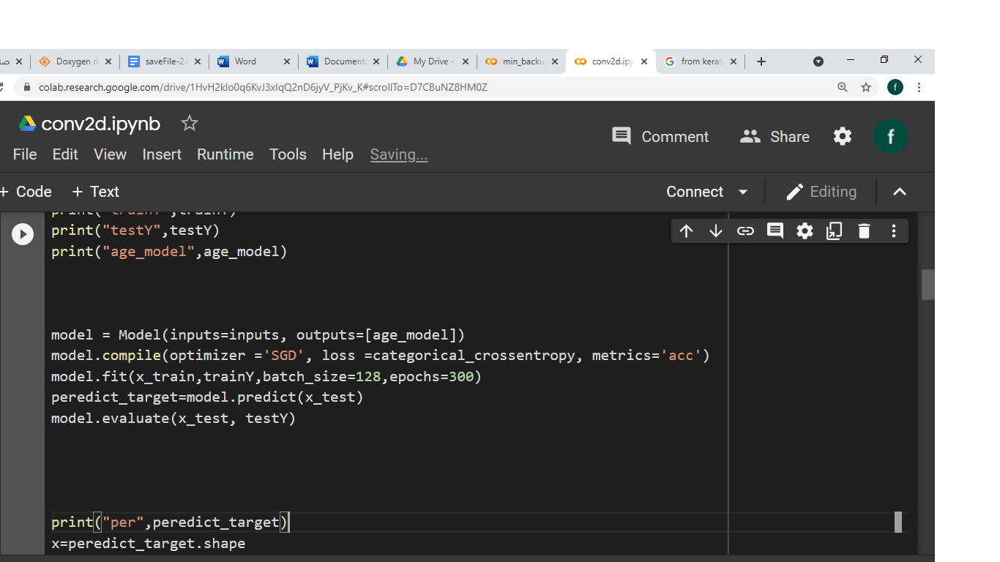 Doxygen d
saveFile-2.
Word
Document
My Drive -
min_backu
conv2d.ipy
from keras
colab.research.google.com/drive/1HvH2klo0q6KvJ3xIqQ2nD6jyV_PjKv_K#scrollTo=D7CBuNZ8HM0Z
f
conv2d.ipynb
Comment
Share
f
File Edit View Insert Runtime Tools Help Saving...
+ Code + Text
Connect
Editing
print("testY",testY)
print("age_model",age_model)
model = Model(inputs=inputs, outputs=[age_model])
model.compile(optimizer ='SGD', loss =categorical_crossentropy, metrics='acc')
model.fit(x_train,trainY,batch_size=128,epochs=300)
peredict_target=model.predict(x_test)
model.evaluate(x_test, testY)
print("per",peredict_target)
x=peredict_target.shape